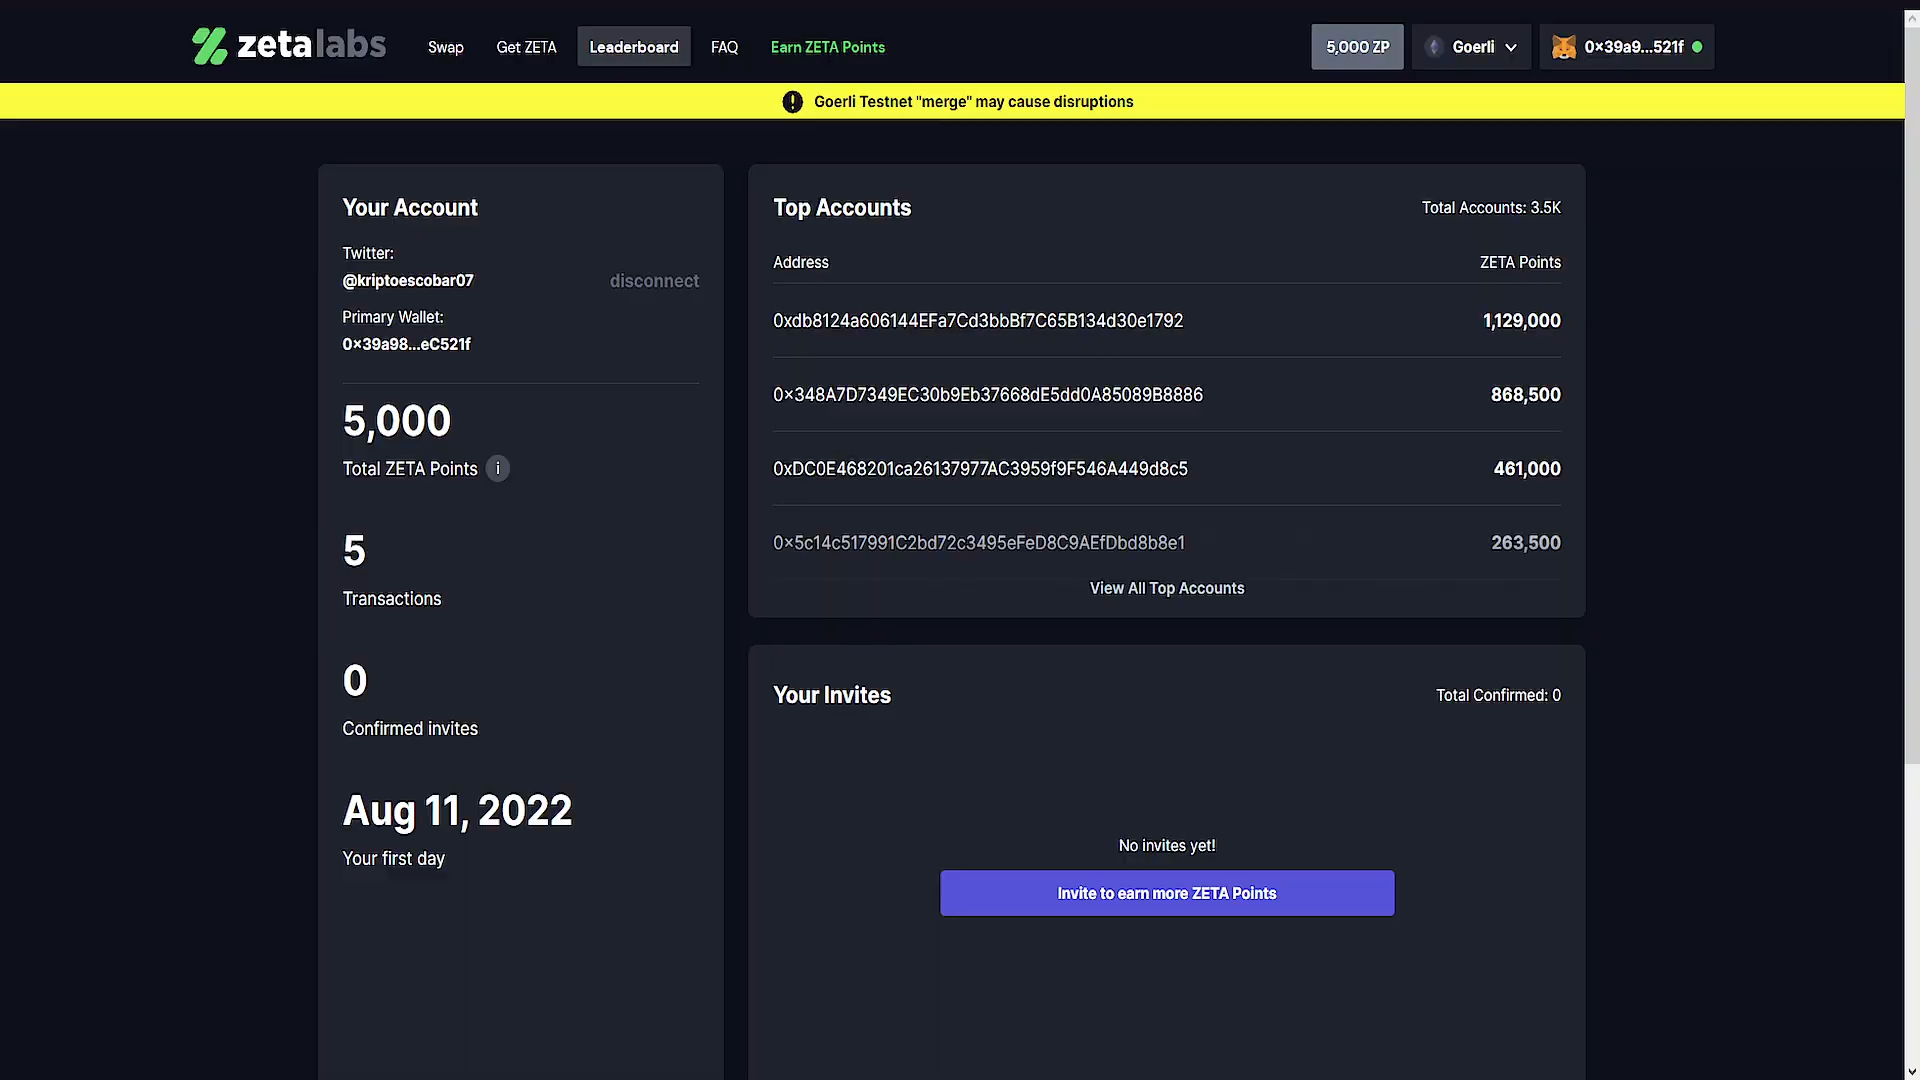 zetalabs
Swap
Get ZETA
Leaderboard
FAQ
Earn ZETA Points
5,000 ZP
Goerli
0x39a9...521f
Goerli Testnet "merge" may cause disruptions
Your Account
Twitter:
@kriptoescobar07
disconnect
Primary Wallet:
0x39a98...eC521f
5,000
Total ZETA Points i
5
Transactions
0
Confirmed invites
Aug 11, 2022
Your first day
Top Accounts
Total Accounts: 3.5K
Address
ZETA Points
0xdb8124a606144EFa7Cd3bbBf7C65B134d30e1792
1,129,000
0x348A7D7349EC30b9Eb37668dE5dd0A85089B8886
868,500
0xDC0E468201ca26137977AC3959f9F546A449d8c5
461,000
0x5c14c517991C2bd72c3495eFeD8C9AEfDbd8b8e1
263,500
View All Top Accounts
Your Invites
Total Confirmed: 0
No invites yet!
Invite to earn more ZETA Points